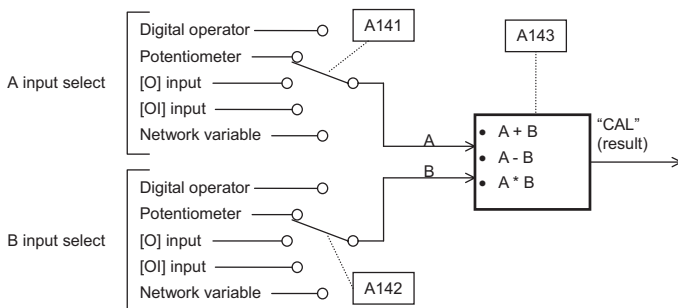 Digital operator
A141
A143
Potentiometer
A input select
[O] input
[OI] input
Network variable
A
• A + B
• A - B
• A * B
“CAL”
(result)
B
Digital operator
Potentiometer
B input select
[O] input
[OI] input
A142
Network variable